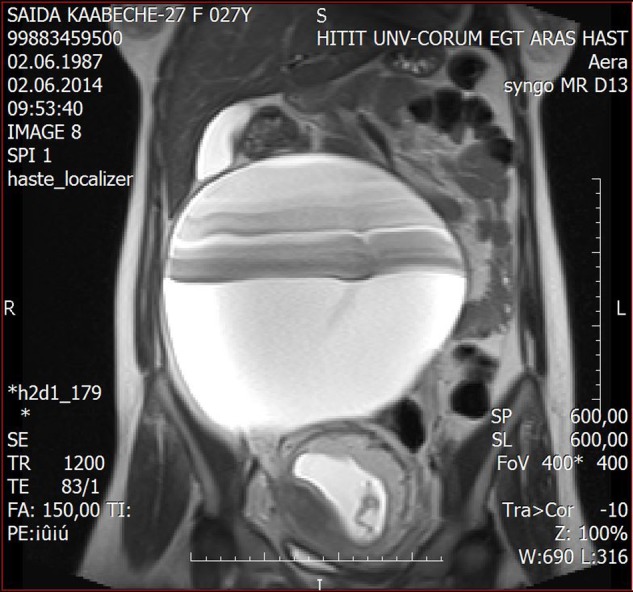 SAIDA KAABECHE-27 F 027Y
99883459500
02.06.1987
02.06.2014
09:53:40
IMAGE 8
SPI 1
haste_localizer
S
HITIT UNV-CORUM EGT ARAS HAST
Aera
syngo MR D13
R
L
*h2d1_179
*
SE
TR 1200
TE 83/1
FA: 150,00 TI:
PE:iûiú
SP 600,00
SL 600,00
FoV 400* 400
Tra>Cor -10
Z: 100%
W:690 L:316
I